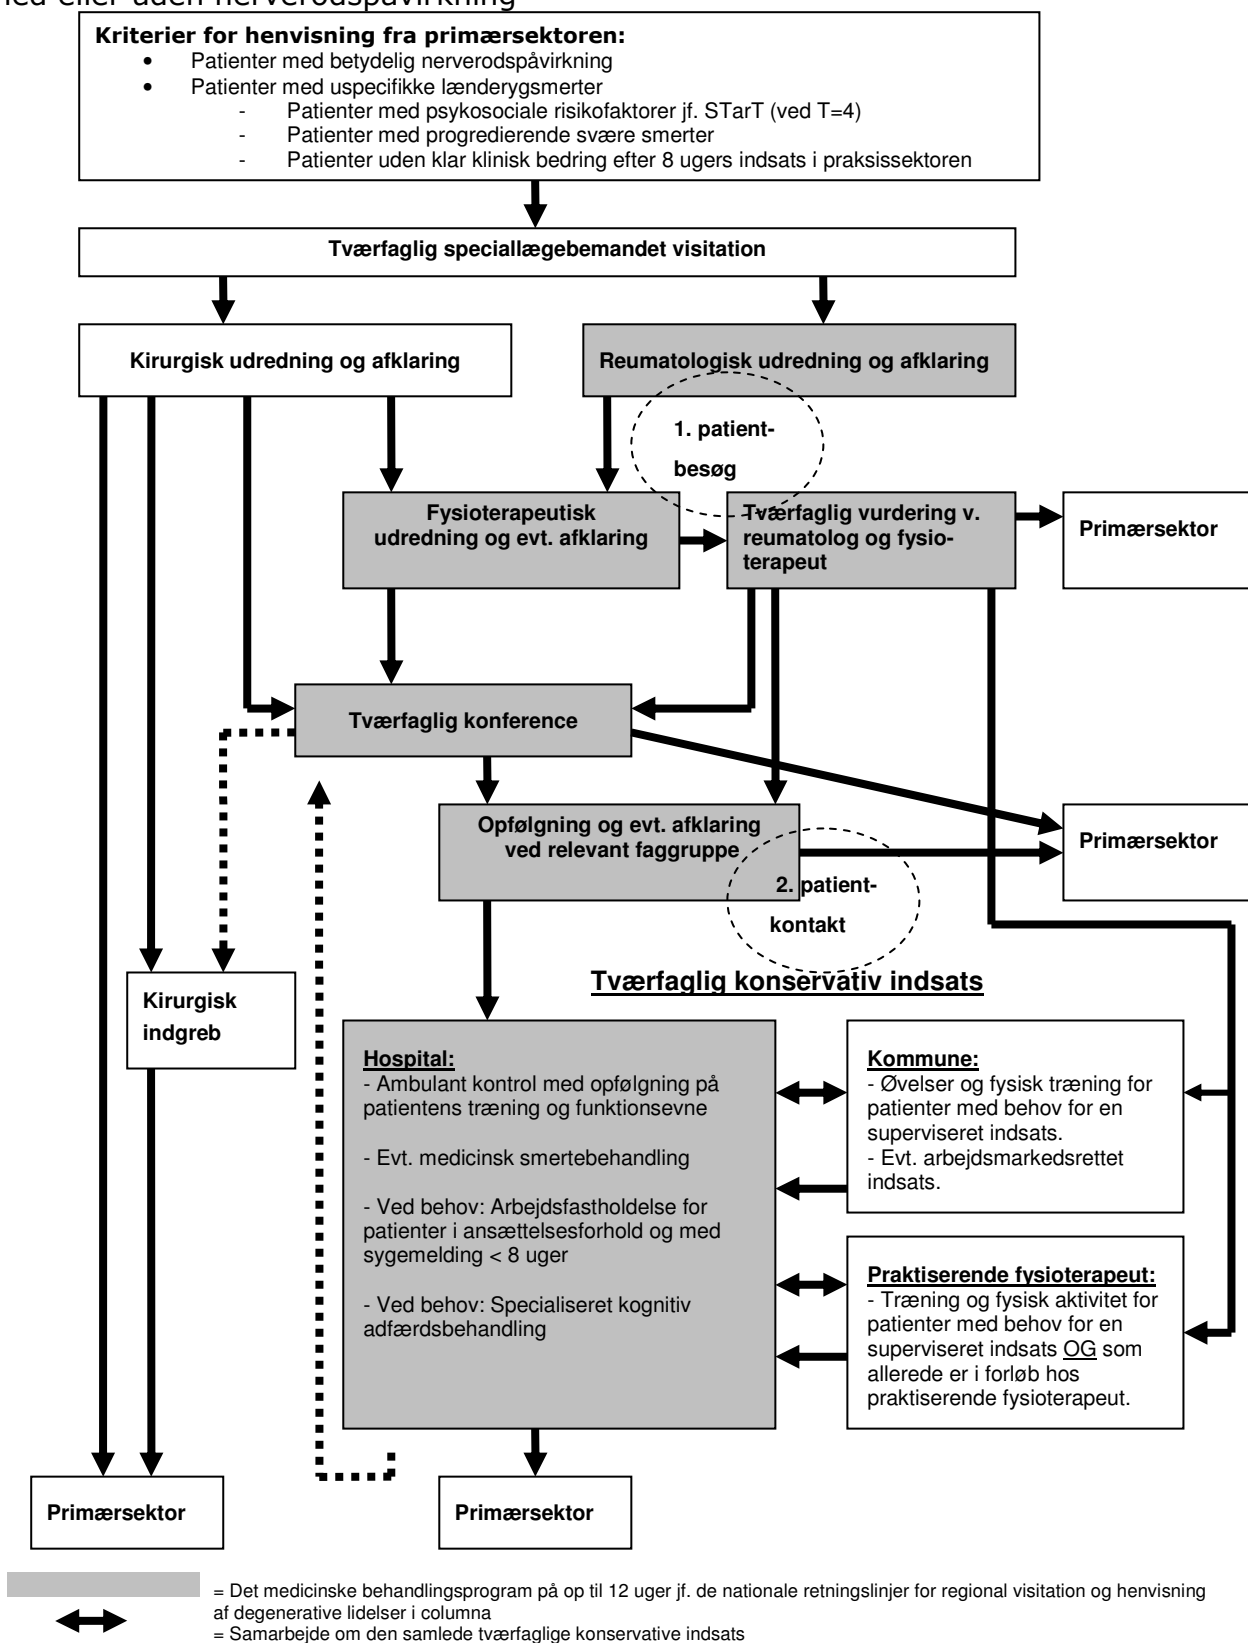 med eller uden nerverodspåvirkning
Kriterier for henvisning fra primærsektoren:
• Patienter med betydelig nerverodspåvirkning
• Patienter med uspecifikke lænderygsmerter
- Patienter med psykosociale risikofaktorer jf. STarT (ved T=4)
- Patienter med progredierende svære smerter
- Patienter uden klar klinisk bedring efter 8 ugers indsats i praksissektoren
Tværfaglig speciallægebemandet visitation
Kirurgisk udredning og afklaring
Reumatologisk udredning og afklaring
1. patient-
besøg
Fysioterapeutisk
udredning og evt. afklaring
Tværfaglig vurdering v.
reumatolog og fysio-
terapeut
Primærsektor
Tværfaglig konference
Opfølgning og evt. afklaring
ved relevant faggruppe
Primærsektor
2. patient-
kontakt
Tværfaglig konservativ indsats
Kirurgisk
indgreb
Hospital:
- Ambulant kontrol med opfølgning på
patientens træning og funktionsevne
- Evt. medicinsk smertebehandling
- Ved behov: Arbejdsfastholdelse for
patienter i ansættelsesforhold og med
sygemelding < 8 uger
- Ved behov: Specialiseret kognitiv
adfærdsbehandling
Kommune:
- Øvelser og fysisk træning for
patienter med behov for en
superviseret indsats.
- Evt. arbejdsmarkedsrettet
indsats.
Praktiserende fysioterapeut:
- Træning og fysisk aktivitet for
patienter med behov for en
superviseret indsats OG som
allerede er i forløb hos
praktiserende fysioterapeut.
Primærsektor
Primærsektor
= Det medicinske behandlingsprogram på op til 12 uger jf. de nationale retningslinjer for regional visitation og henvisning
af degenerative lidelser i columna
= Samarbejde om den samlede tværfaglige konservative indsats